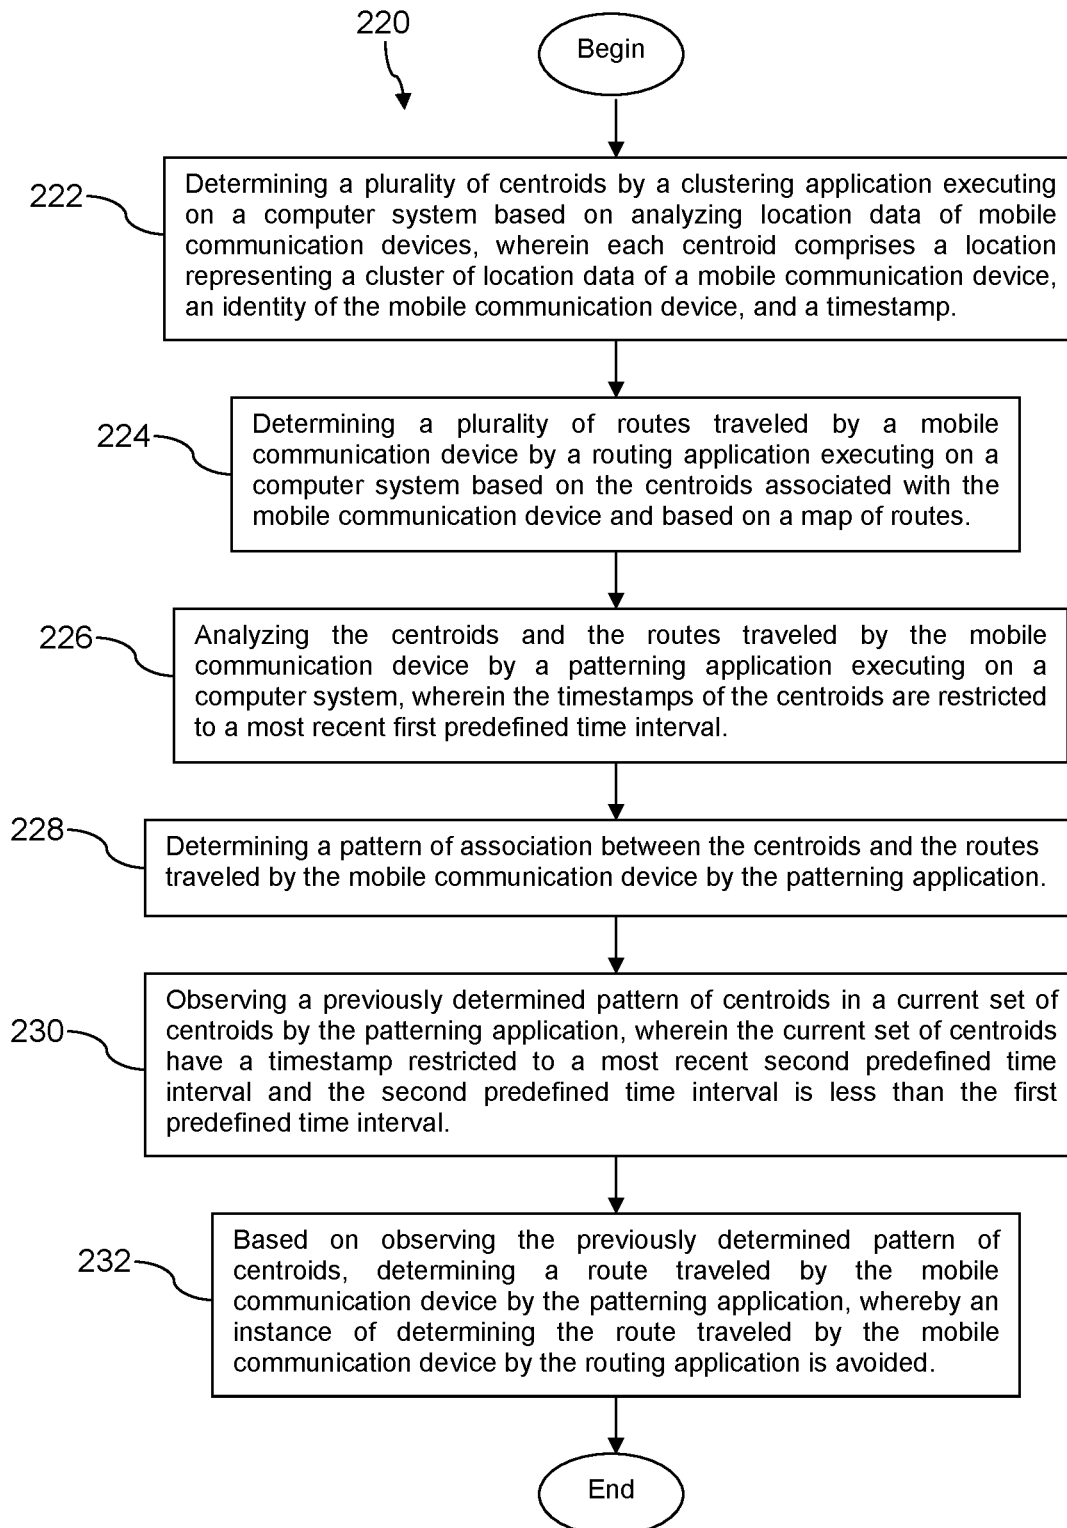 220
Begin
222
Determining a plurality of centroids by a clustering application executing
on a computer system based on analyzing location data of mobile
communication devices, wherein each centroid comprises a location
representing a cluster of location data of a mobile communication device,
an identity of the mobile communication device, and a timestamp.
224
Determining a plurality of routes traveled by a mobile
communication device by a routing application executing on a
computer system based on the centroids associated with the
mobile communication device and based on a map of routes.
226
Analyzing the centroids and the routes traveled by the mobile
communication device by a patterning application executing on a
computer system, wherein the timestamps of the centroids are restricted
to a most recent first predefined time interval.
228
Determining a pattern of association between the centroids and the routes
traveled by the mobile communication device by the patterning application.
230
Observing a previously determined pattern of centroids in a current set of
centroids by the patterning application, wherein the current set of centroids
have a timestamp restricted to a most recent second predefined time
interval and the second predefined time interval is less than the first
predefined time interval.
232
Based on observing the previously determined pattern of
centroids, determining a route traveled by the mobile
communication device by the patterning application, whereby an
instance of determining the route traveled by the mobile
communication device by the routing application is avoided.
End